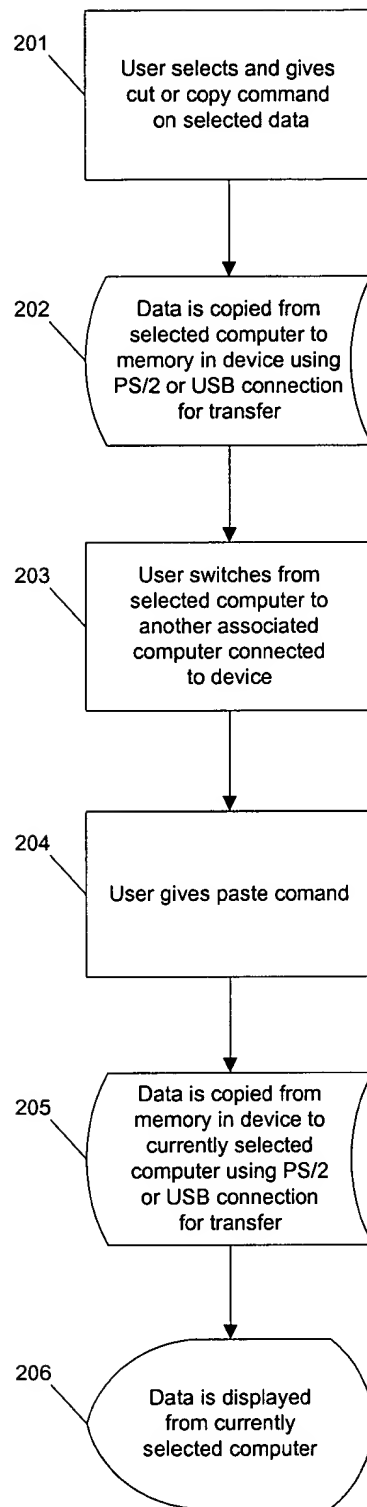 201
User selects and gives
cut or copy command
on selected data
202
Data is copied from
selected computer to
memory in device using
PS/2 or USB connection
for transfer
203
User switches from
selected computer to
another associated
computer connected
to device
204
User gives paste comand
205
Data is copied from
memory in device to
currently selected
computer using PS/2
or USB connection
for transfer
206
Data is displayed
from currently
selected computer